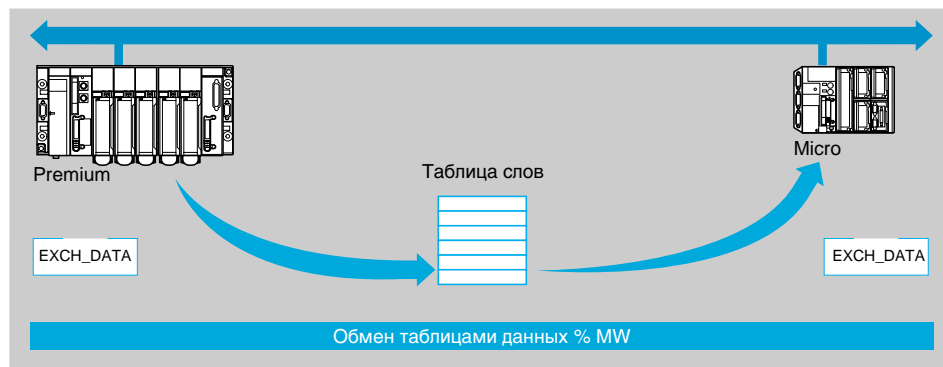 Premium
Micro
Таблица слов
EXCH_DATA
EXCH_DATA
Обмен таблицами данных % MW